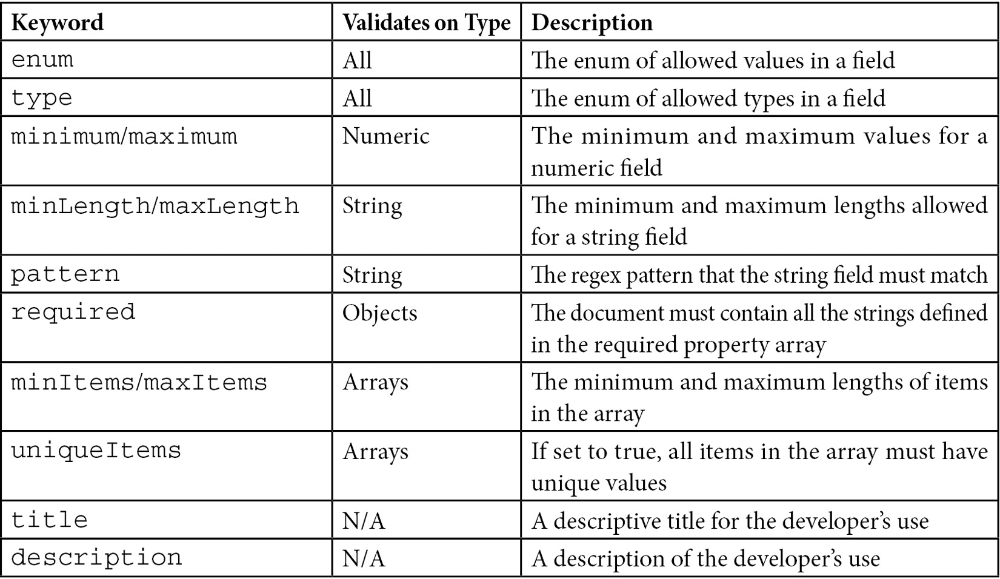 Keyword Validates on Type Description
enum All The enum of allowed values in a field
type All The enum of allowed types in a field
minimum/maximum Numeric The minimum and maximum values for a
numeric field
minLength/maxLength String The minimum and maximum lengths allowed
for a string field
pattern String The regex pattern that the string field must match
required Objects The document must contain all the strings defined
in the required property array
minItems/maxItems Arrays The minimum and maximum lengths of items
in the array
uniqueItems Arrays If set to true, all items in the array must have
unique values
title N/A A descriptive title for the developer’s use
description N/A A description of the developer’s use